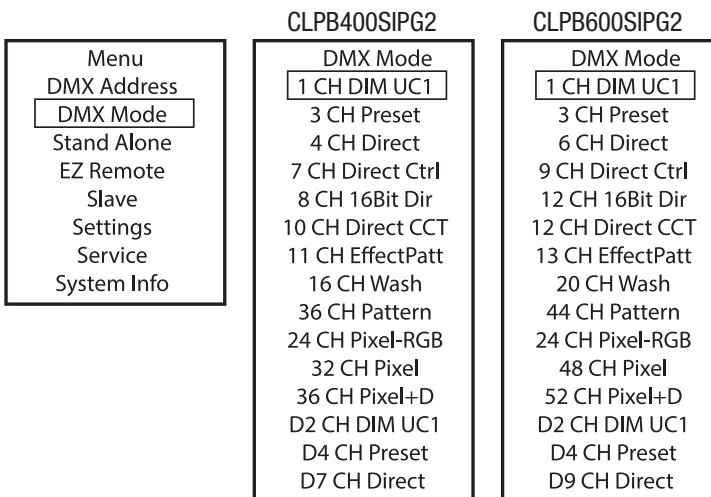 Menu
DMX Address
DMX Mode
Stand Alone
EZ Remote
Slave
Settings
Service
System Info
CLPB400SIPG2
DMX Mode
1 CH DIM UC1
3 CH Preset
4 CH Direct
7 CH Direct Ctrl
8 CH 16Bit Dir
10 CH Direct CCT
11 CH EffectPatt
16 CH Wash
36 CH Pattern
24 CH Pixel-RGB
32 CH Pixel
36 CH Pixel+D
D2 CH DIM UC1
D4 CH Preset
D7 CH Direct
CLPB600SIPG2
DMX Mode
1 CH DIM UC1
3 CH Preset
6 CH Direct
9 CH Direct Ctrl
12 CH 16Bit Dir
12 CH Direct CCT
13 CH EffectPatt
20 CH Wash
44 CH Pattern
24 CH Pixel-RGB
48 CH Pixel
52 CH Pixel+D
D2 CH DIM UC1
D4 CH Preset
D9 CH Direct